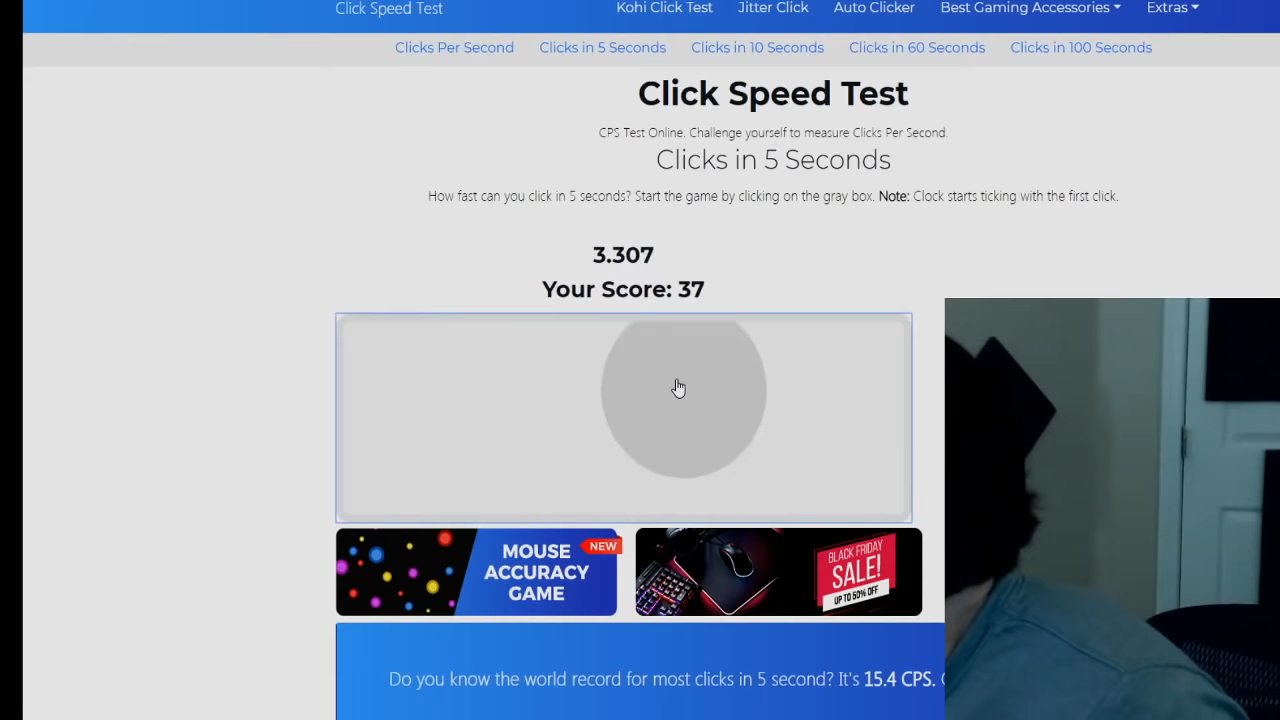 Click Speed Test
Kohi Click Test Jitter Click Auto Clicker Best Gaming Accessories Extras
Clicks Per Second Clicks in 5 Seconds Clicks in 10 Seconds Clicks in 60 Seconds Clicks in 100 Seconds
Click Speed Test
CPS Test Online. Challenge yourself to measure Clicks Per Second.
Clicks in 5 Seconds
How fast can you click in 5 seconds? Start the game by clicking on the gray box. Note: Clock starts ticking with the first click.
3.307
Your Score: 37
MOUSE
ACCURACY
GAME
NEW
BLACK FRIDAY
SALE!
UP TO 50% OFF
Do you know the world record for most clicks in 5 second? It's 15.4 CPS.